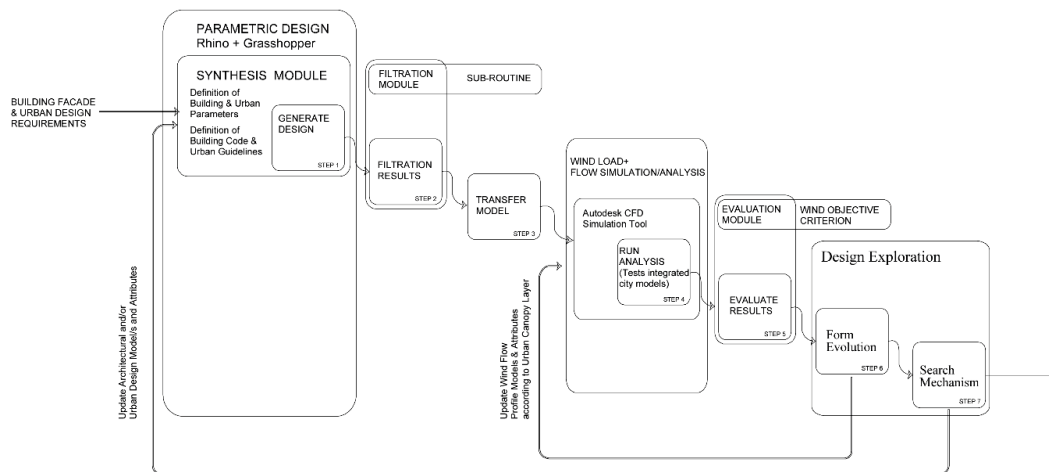 PARAMETRIC DESIGN
Rhino + Grasshopper
SYNTHESIS MODULE
Definition of
Building & Urban
Parameters
Definition of
Building Code &
Urban Guidelines
GENERATE
DESIGN
STEP 1
BUILDING FACADE
& URBAN DESIGN
REQUIREMENTS
FILTRATION
MODULE
SUB-ROUTINE
FILTRATION
RESULTS
STEP 2
TRANSFER
MODEL
STEP 3
WIND LOAD+
FLOW SIMULATION/ANALYSIS
Autodesk CFD
Simulation Tool
RUN
ANALYSIS
(Tests integrated
city models)
STEP 4
EVALUATION
MODULE
WIND OBJECTIVE
CRITERION
EVALUATE
RESULTS
STEP 5
Design Exploration
Form
Evolution
STEP 6
Search
Mechanism
STEP 7
Update Architectural and/or
Urban Design Model/s and Attributes
Update Wind Flow
Profile Models & Attributes
according to Urban Canopy Layer